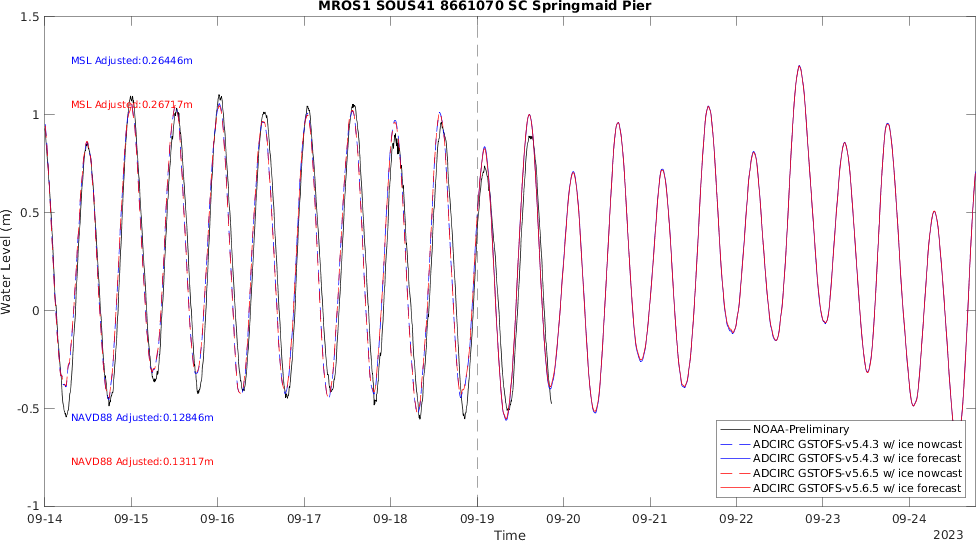 MROS1 SOUS41 8661070 SC Springmaid Pier
1.5
MSL Adjusted:0.26446m
MSL Adjusted:0.26717m
1
0.5
Water Level (m)
0
-0.5
NAVD88 Adjusted:0.12846m
NAVD88 Adjusted:0.13117m
NOAA-Preliminary
ADCIRC GSTOFS-v5.4.3 w/ ice nowcast
ADCIRC GSTOFS-v5.4.3 w/ ice forecast
ADCIRC GSTOFS-v5.6.5 w/ ice nowcast
ADCIRC GSTOFS-v5.6.5 w/ ice forecast
-1
09-14 09-15 09-16 09-17 09-18 09-19 09-20 09-21 09-22 09-23 09-24
Time
2023